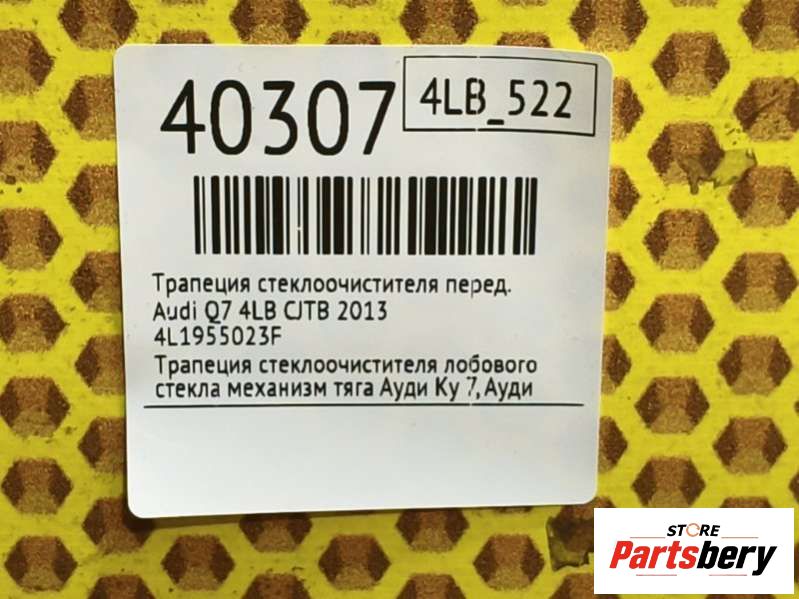 40307
4LB_522
Трапеция стеклоочистителя перед.
Audi Q7 4LB CJTB 2013
4L1955023F
Трапеция стеклоочистителя лобового
стекла механизм тяга Ауди Ку 7, Ауди
STORE
Partsbery